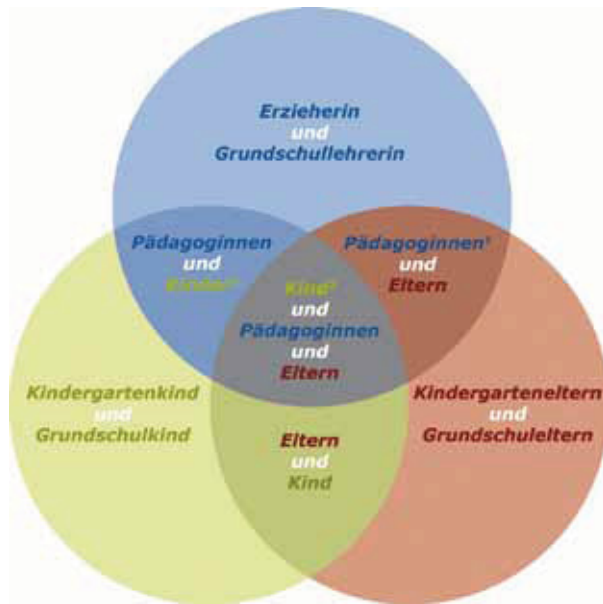 Erzieherin
und
Grundschullehrerin
Pädagoginnen
und
Kinder
Pädagoginnen¹
und
Eltern
Kind²
und
Pädagoginnen
und
Eltern
Kindergartenkind
und
Grundschulkind
Kindergarteneltern
und
Grundschuleltern
Eltern
und
Kind